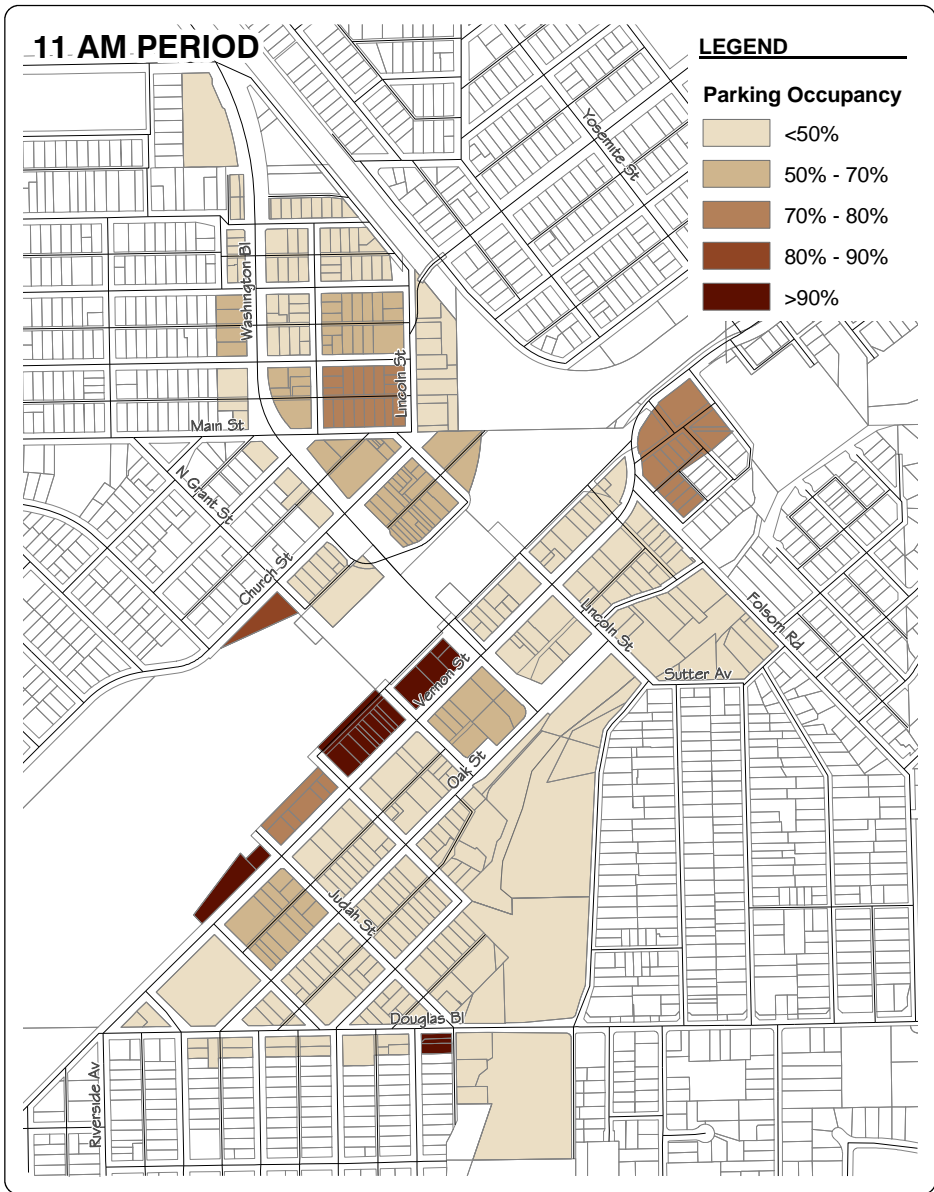 11 AM PERIOD
LEGEND
Parking Occupancy
<50%
50% - 70%
70% - 80%
80% - 90%
>90%
Yosemite St
Washington Bl
Lincoln St
Main St
N Grant St
Church St
Lincoln St
Folsom Rd
Sutter Av
Vernon St
Oak St
Judah St
Douglas Bl
Riverside Av